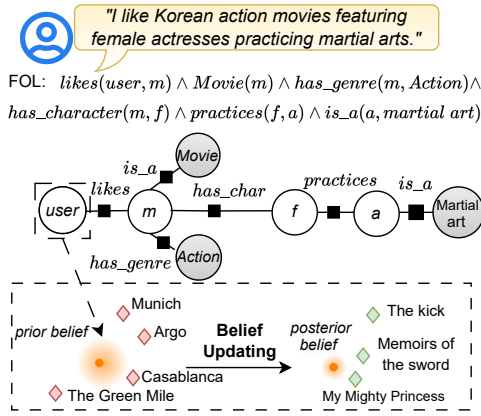 "I like Korean action movies featuring
female actresses practicing martial arts."
FOL: likes(user, m) ∧ Movie(m) ∧ has_genre(m, Action)∧
has_character(m, f) ∧ practices(f, a) ∧ is_a(a, martial art)
Movie
is_a
likes
has_char
practices
is_a
user
m
f
a
Martial
art
has_genre
Action
Munich
The kick
prior belief
Argo
Belief
Updating
posterior
belief
Memoirs of
the sword
Casablanca
The Green Mile
My Mighty Princess